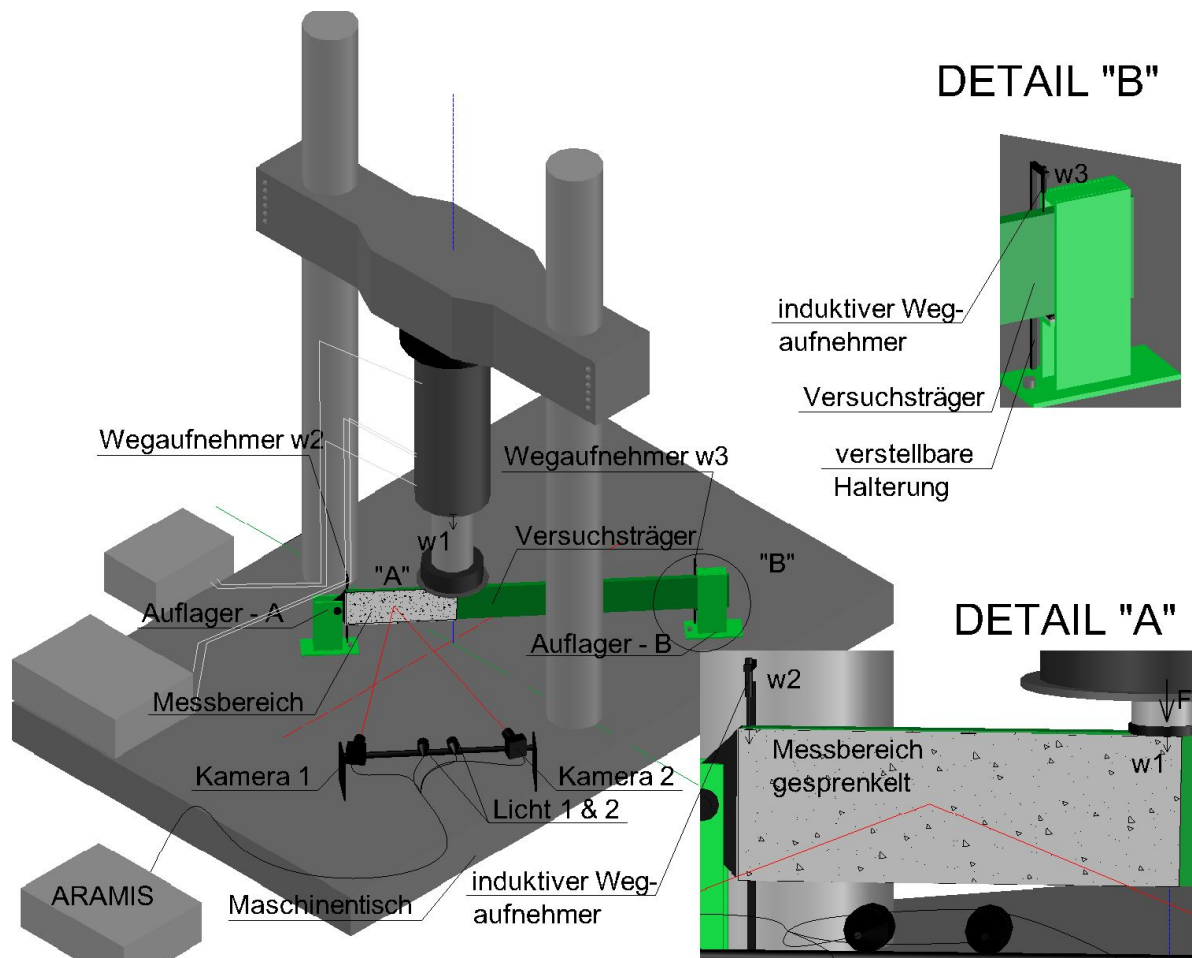 DETAIL "B"
w3
induktiver Weg-
aufnehmer
Versuchsträger
verstellbare
Halterung
Wegaufnehmer w2
Wegaufnehmer w3
w1
Versuchsträger
"A"
"B"
Auflager - A
Auflager - B
Messbereich
Kamera 1
Kamera 2
Licht 1 & 2
ARAMIS
Maschinentisch
induktiver Weg-
aufnehmer
DETAIL "A"
w2
F
Messbereich
gesprenkelt
w1